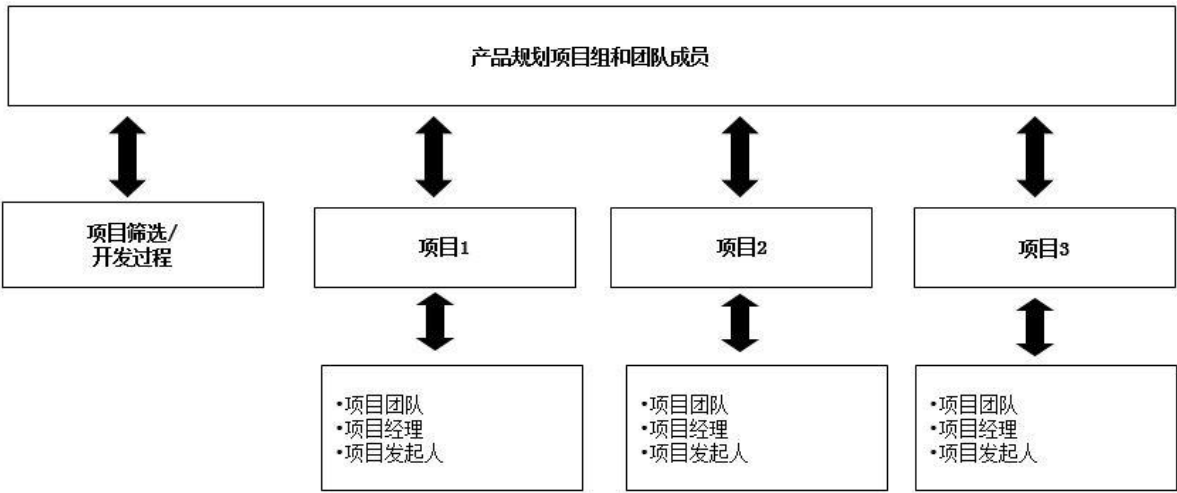 产品规划项目组和团队成员
项目筛选/
开发过程
项目1
项目2
项目3
•项目团队
•项目经理
•项目发起人
•项目团队
•项目经理
•项目发起人
•项目团队
•项目经理
•项目发起人